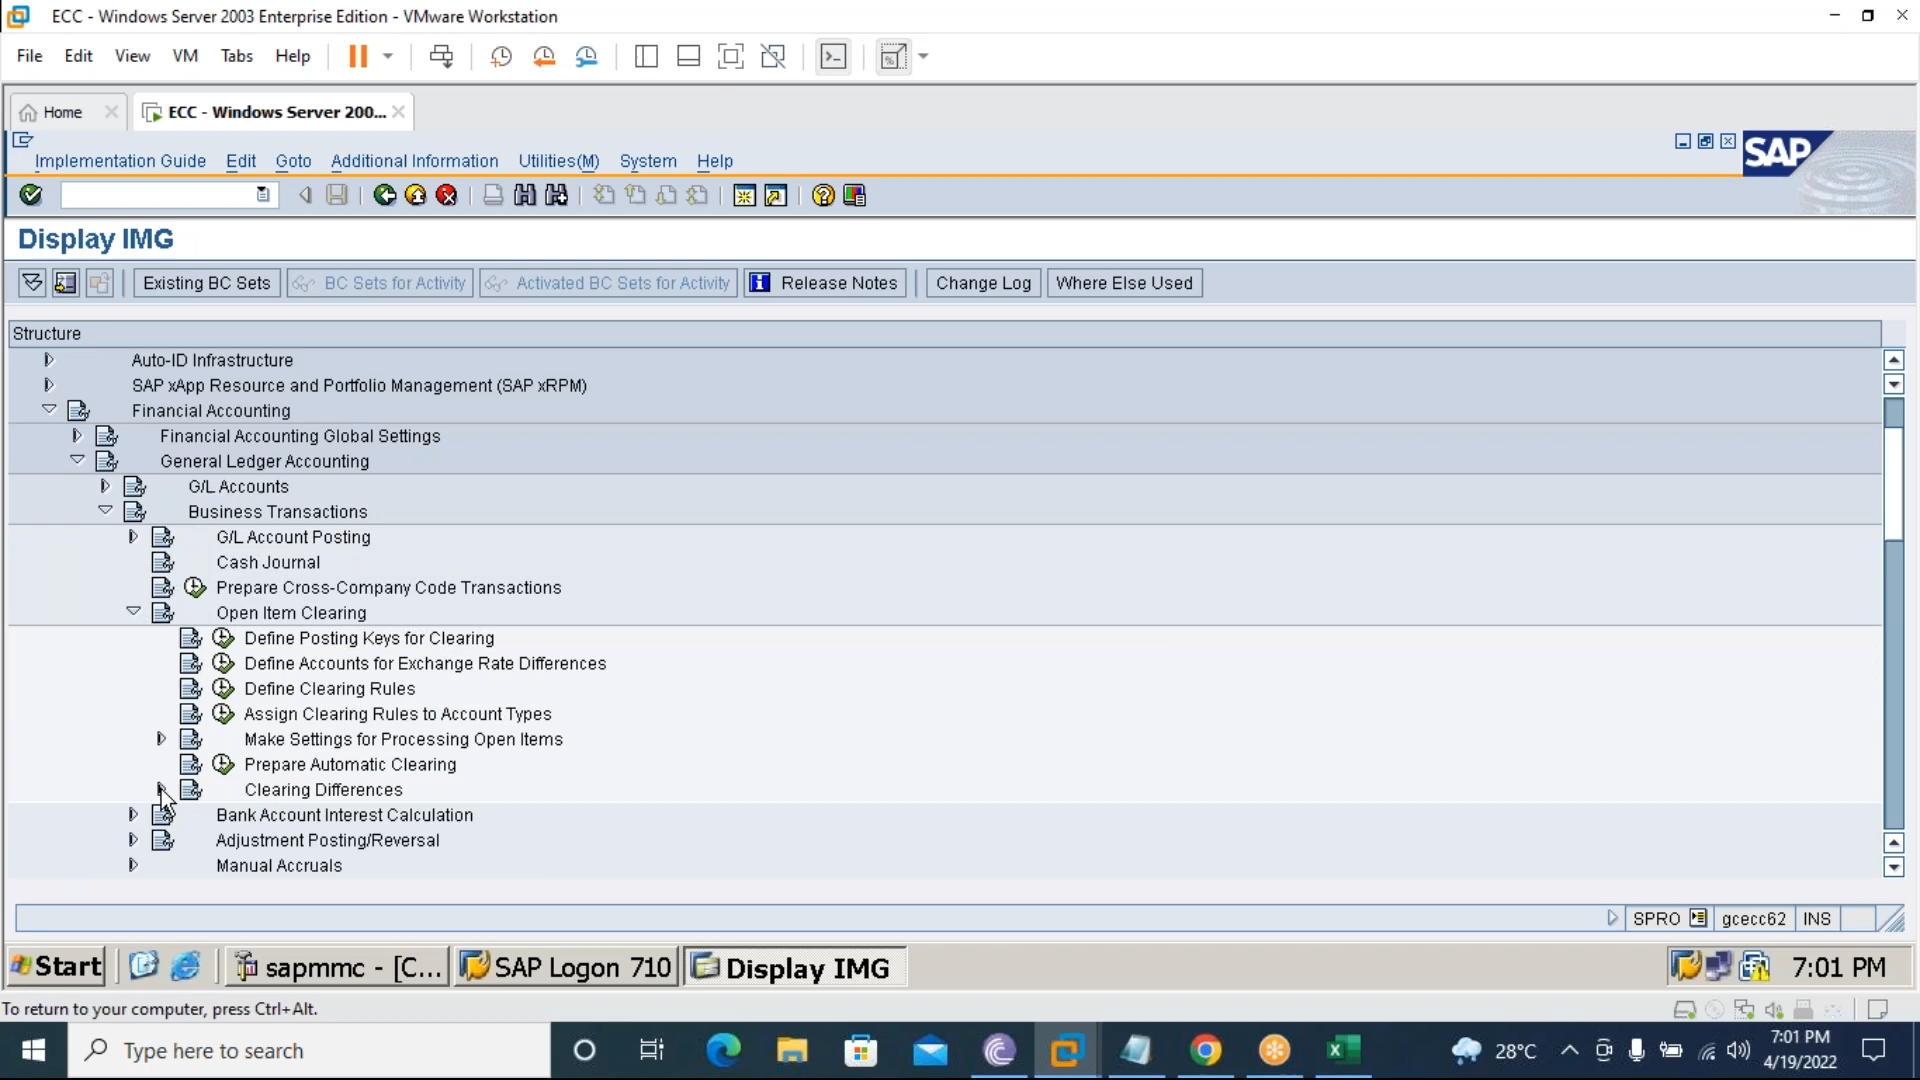 ECC - Windows Server 2003 Enterprise Edition - VMware Workstation
File Edit View VM Tabs Help
Home ECC - Windows Server 200...
Implementation Guide Edit Goto Additional Information Utilities(M) System Help
SAP
Display IMG
Existing BC Sets BC Sets for Activity Activated BC Sets for Activity Release Notes Change Log Where Else Used
Structure
Auto-ID Infrastructure
SAP xApp Resource and Portfolio Management (SAP xRPM)
Financial Accounting
Financial Accounting Global Settings
General Ledger Accounting
G/L Accounts
Business Transactions
G/L Account Posting
Cash Journal
Prepare Cross-Company Code Transactions
Open Item Clearing
Define Posting Keys for Clearing
Define Accounts for Exchange Rate Differences
Define Clearing Rules
Assign Clearing Rules to Account Types
Make Settings for Processing Open Items
Prepare Automatic Clearing
Clearing Differences
Bank Account Interest Calculation
Adjustment Posting/Reversal
Manual Accruals
SPRO gcecc62 INS
Start sapmmc - [C... SAP Logon 710 Display IMG 7:01 PM
To return to your computer, press Ctrl+Alt.
Type here to search 28°C 7:01 PM
4/19/2022